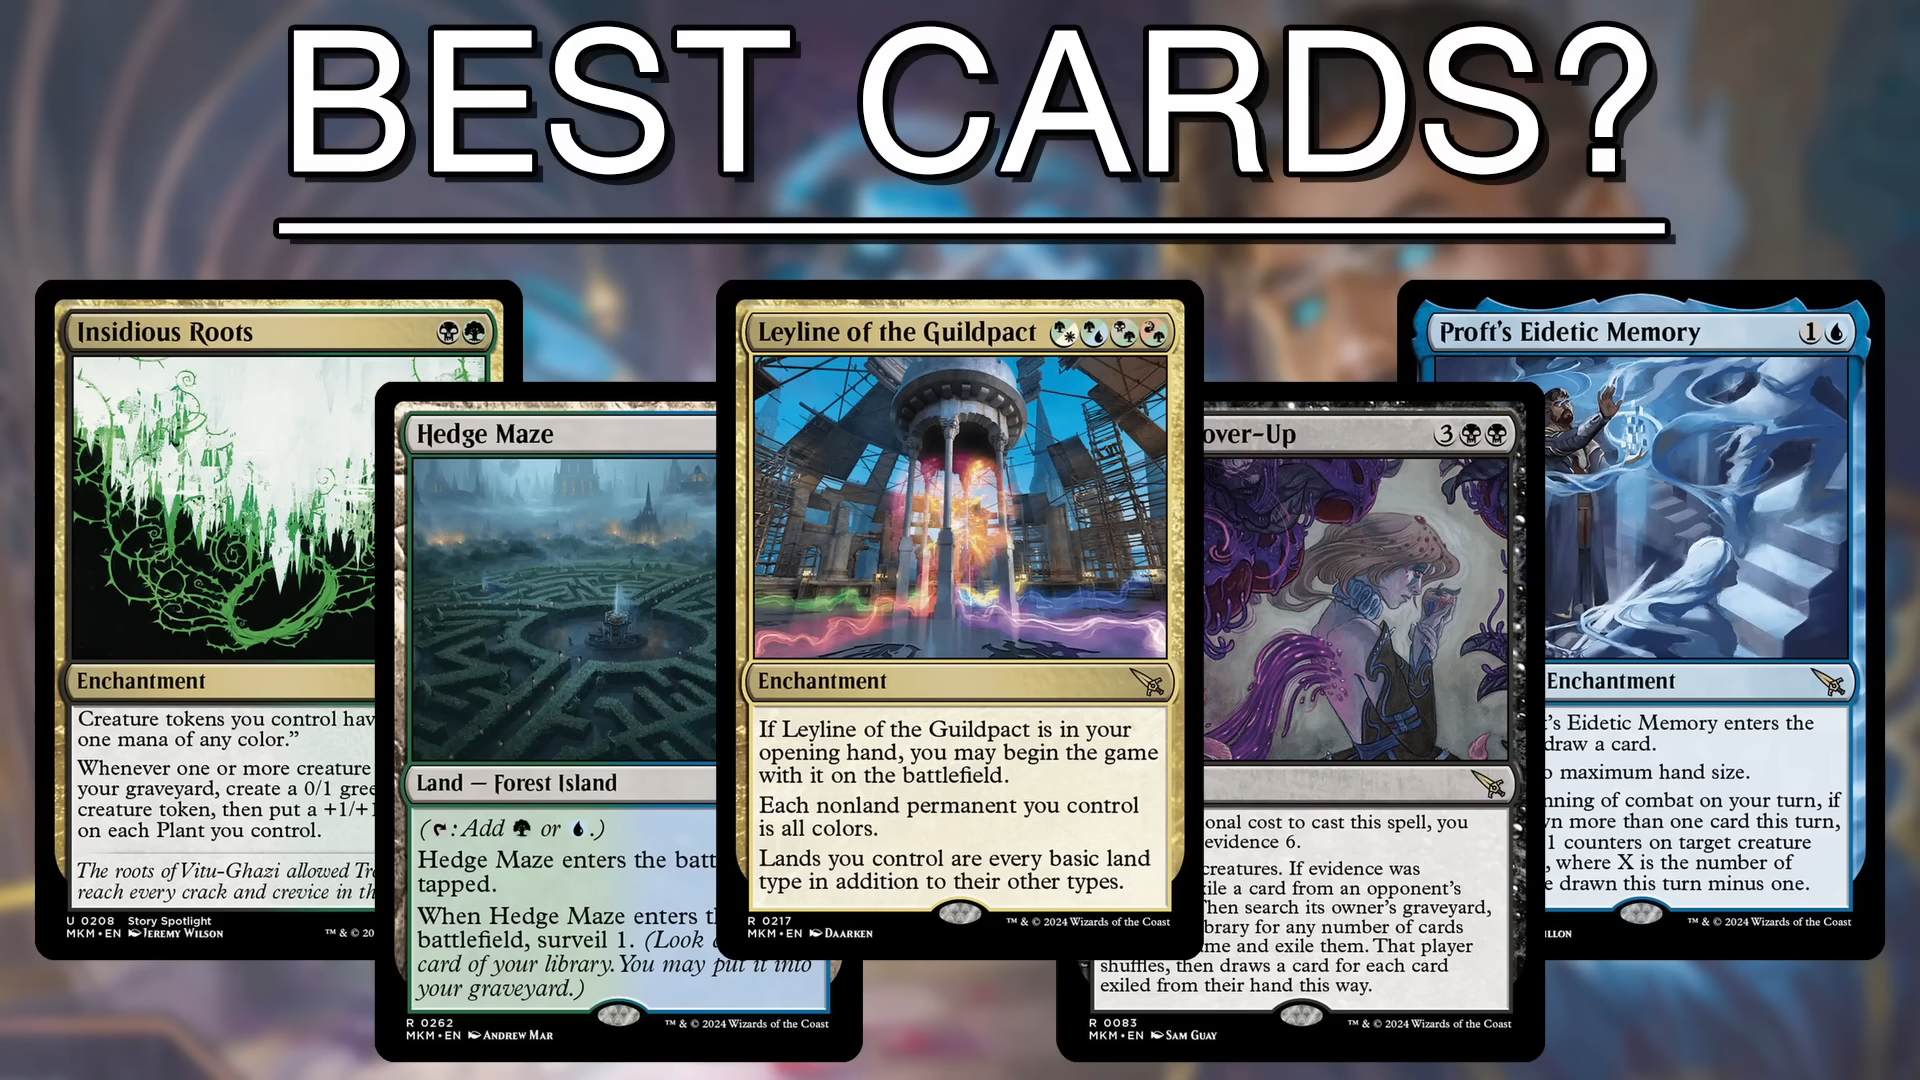 BEST CARDS?
Insidious Roots
Enchantment
Creature tokens you control hav
one mana of any color.”
Whenever one or more creature
your graveyard, create a 0/1 gree
creature token, then put a +1/+1
on each Plant you control.
The roots of Vitu-Ghazi allowed Tr
reach every crack and crevice in th
U 0208 Story Spotlight
MKM • EN JEREMY WILSON
™ & © 20
Hedge Maze
Land — Forest Island
( : Add or .)
Hedge Maze enters the batt
tapped.
When Hedge Maze enters t
battlefield, surveil 1. (Look
card of your library. You may put it into
your graveyard.)
R 0262
MKM • EN ANDREW MAR
™ & © 2024 Wizards of the Coast
Leyline of the Guildpact
Enchantment
If Leyline of the Guildpact is in your
opening hand, you may begin the game
with it on the battlefield.
Each nonland permanent you control
is all colors.
Lands you control are every basic land
type in addition to their other types.
R 0217
MKM • EN DAARKEN
™ & © 2024 Wizards of the Coast
over-Up 3
onal cost to cast this spell, you
evidence 6.
creatures. If evidence was
ile a card from an opponent’s
hen search its owner’s graveyard,
brary for any number of cards
me and exile them. That player
shuffles, then draws a card for each card
exiled from their hand this way.
R 0083
MKM • EN SAM GUAY
™ & © 2024 Wizards of the Coast
Proft’s Eidetic Memory 1
Enchantment
t’s Eidetic Memory enters the
draw a card.
o maximum hand size.
nning of combat on your turn, if
wn more than one card this turn,
1 counters on target creature
, where X is the number of
e drawn this turn minus one.
ILLON
™ & © 2024 Wizards of the Coast